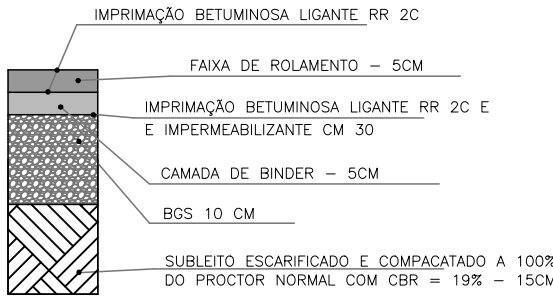 IMPRIMAÇÃO BETUMINOSA LIGANTE RR 2C
FAIXA DE ROLAMENTO – 5CM
IMPRIMAÇÃO BETUMINOSA LIGANTE RR 2C E
E IMPERMEABILIZANTE CM 30
CAMADA DE BINDER – 5CM
BGS 10 CM
SUBLEITO ESCARIFICADO E COMPACATADO A 100%
DO PROCTOR NORMAL COM CBR = 19% – 15CM